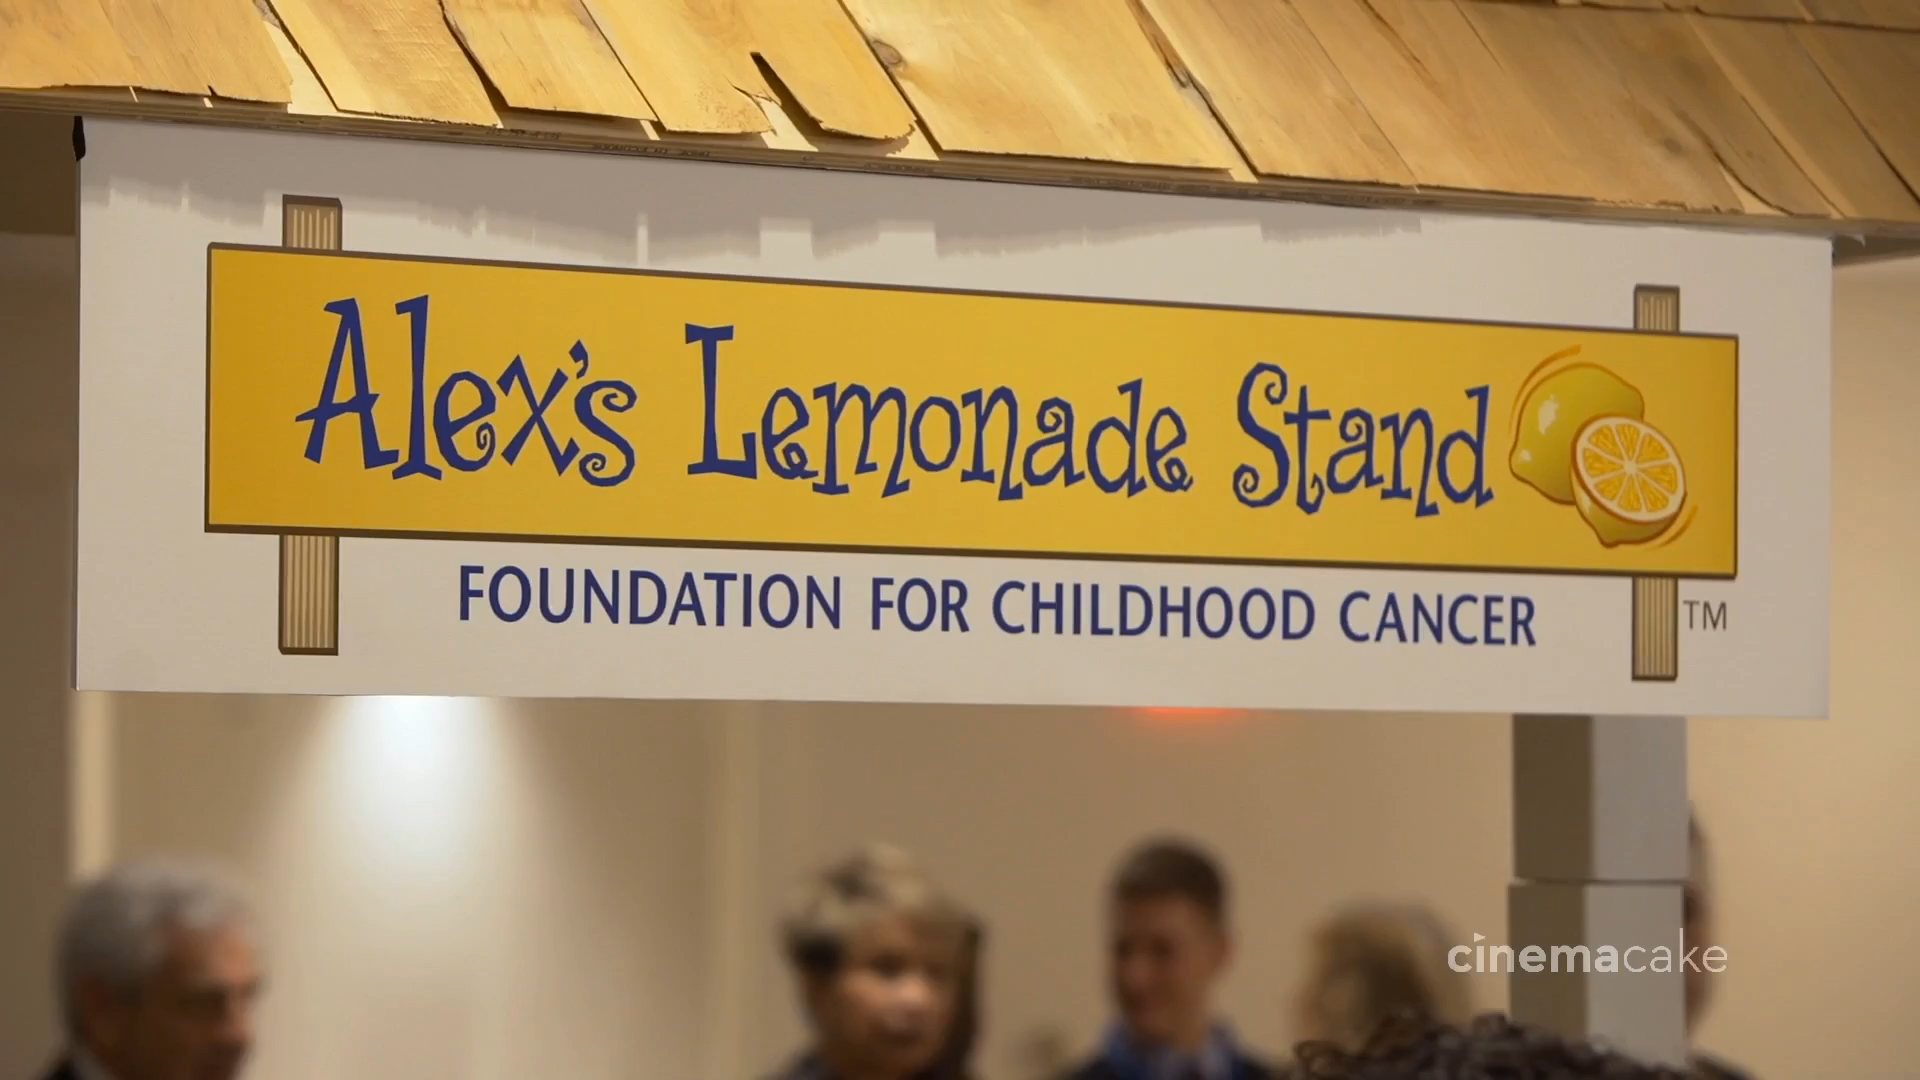 Alex's Lemonade Stand
FOUNDATION FOR CHILDHOOD CANCER
TM
cinemacake